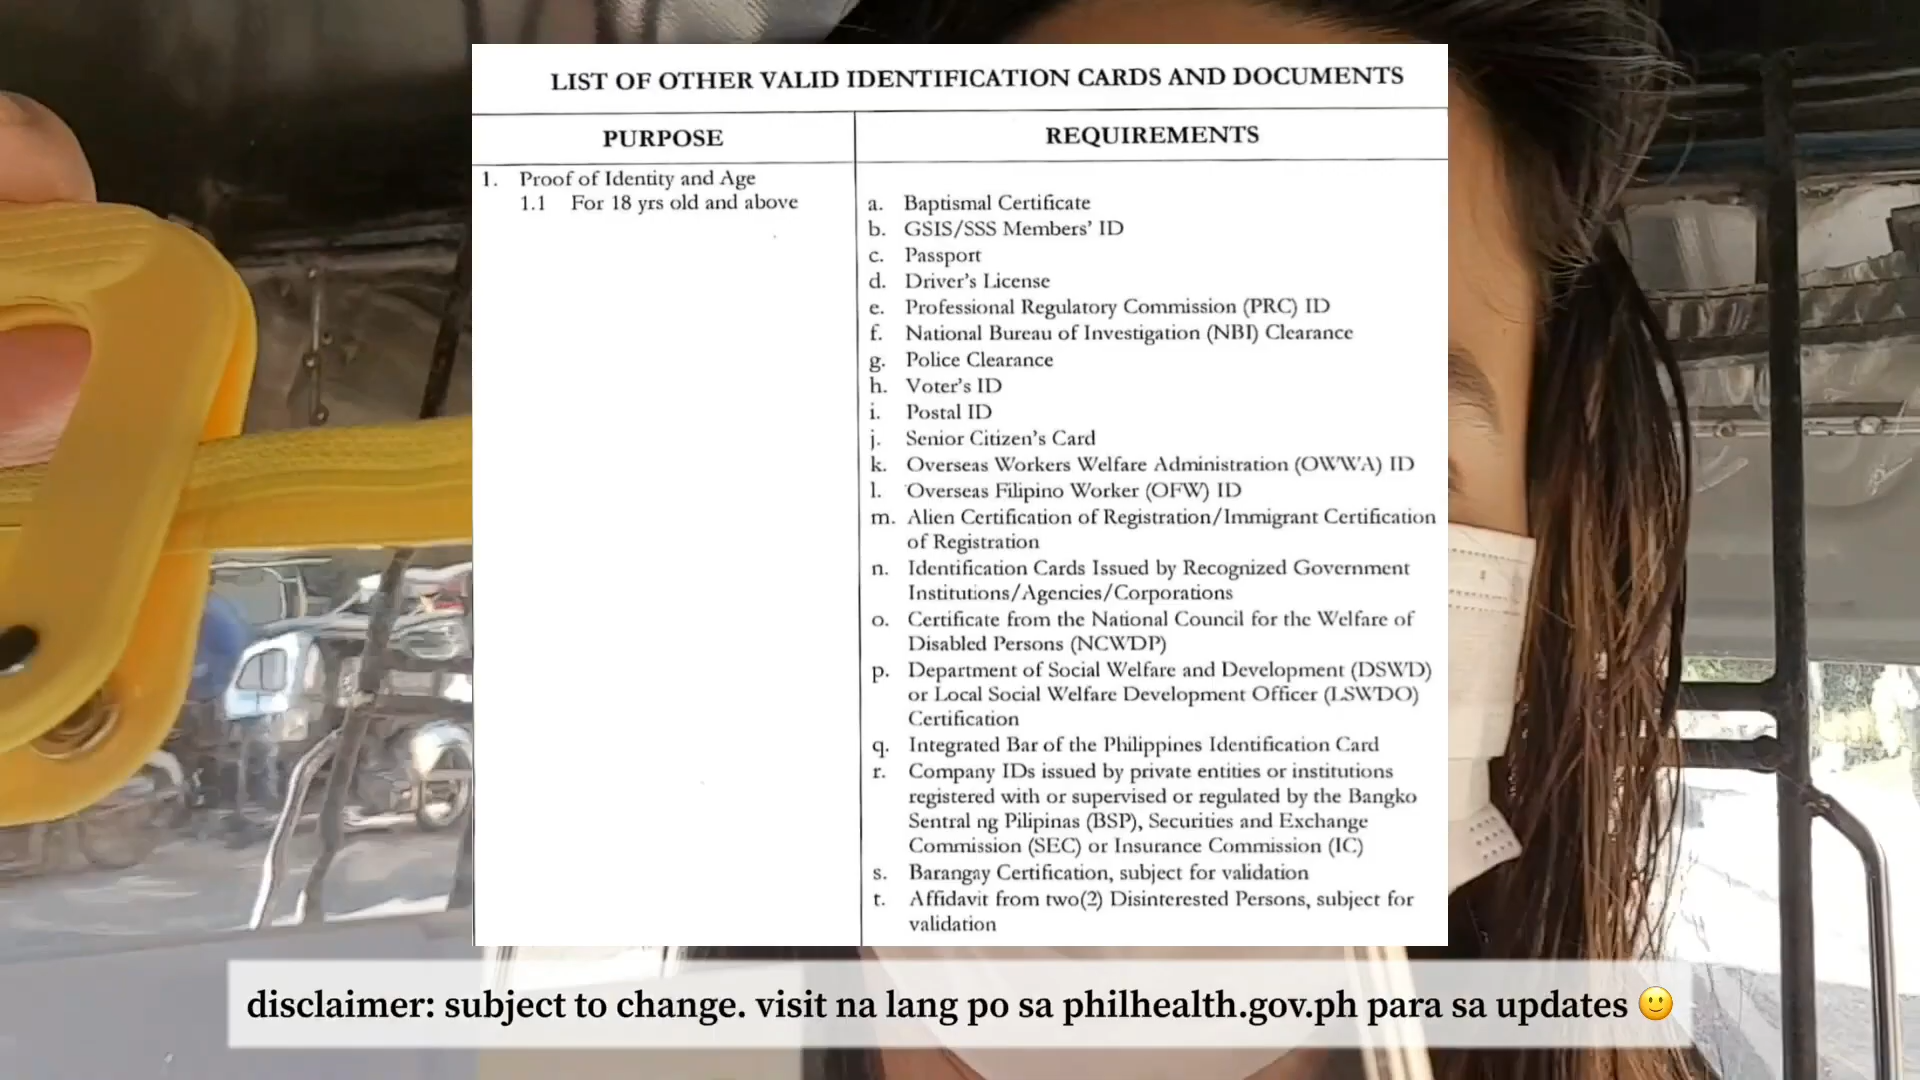 LIST OF OTHER VALID IDENTIFICATION CARDS AND DOCUMENTS
PURPOSE
REQUIREMENTS
1. Proof of Identity and Age
1.1 For 18 yrs old and above
a. Baptismal Certificate
b. GSIS/SSS Members' ID
c. Passport
d. Driver's License
e. Professional Regulatory Commission (PRC) ID
f. National Bureau of Investigation (NBI) Clearance
g. Police Clearance
h. Voter's ID
i. Postal ID
j. Senior Citizen's Card
k. Overseas Workers Welfare Administration (OWWA) ID
l. Overseas Filipino Worker (OFW) ID
m. Alien Certification of Registration/Immigrant Certification
of Registration
n. Identification Cards Issued by Recognized Government
Institutions/Agencies/Corporations
o. Certificate from the National Council for the Welfare of
Disabled Persons (NCWDP)
p. Department of Social Welfare and Development (DSWD)
or Local Social Welfare Development Officer (LSWDO)
Certification
q. Integrated Bar of the Philippines Identification Card
r. Company IDs issued by private entities or institutions
registered with or supervised or regulated by the Bangko
Sentral ng Pilipinas (BSP), Securities and Exchange
Commission (SEC) or Insurance Commission (IC)
s. Barangay Certification, subject for validation
t. Affidavit from two(2) Disinterested Persons, subject for
validation
disclaimer: subject to change. visit na lang po sa philhealth.gov.ph para sa updates 🙂